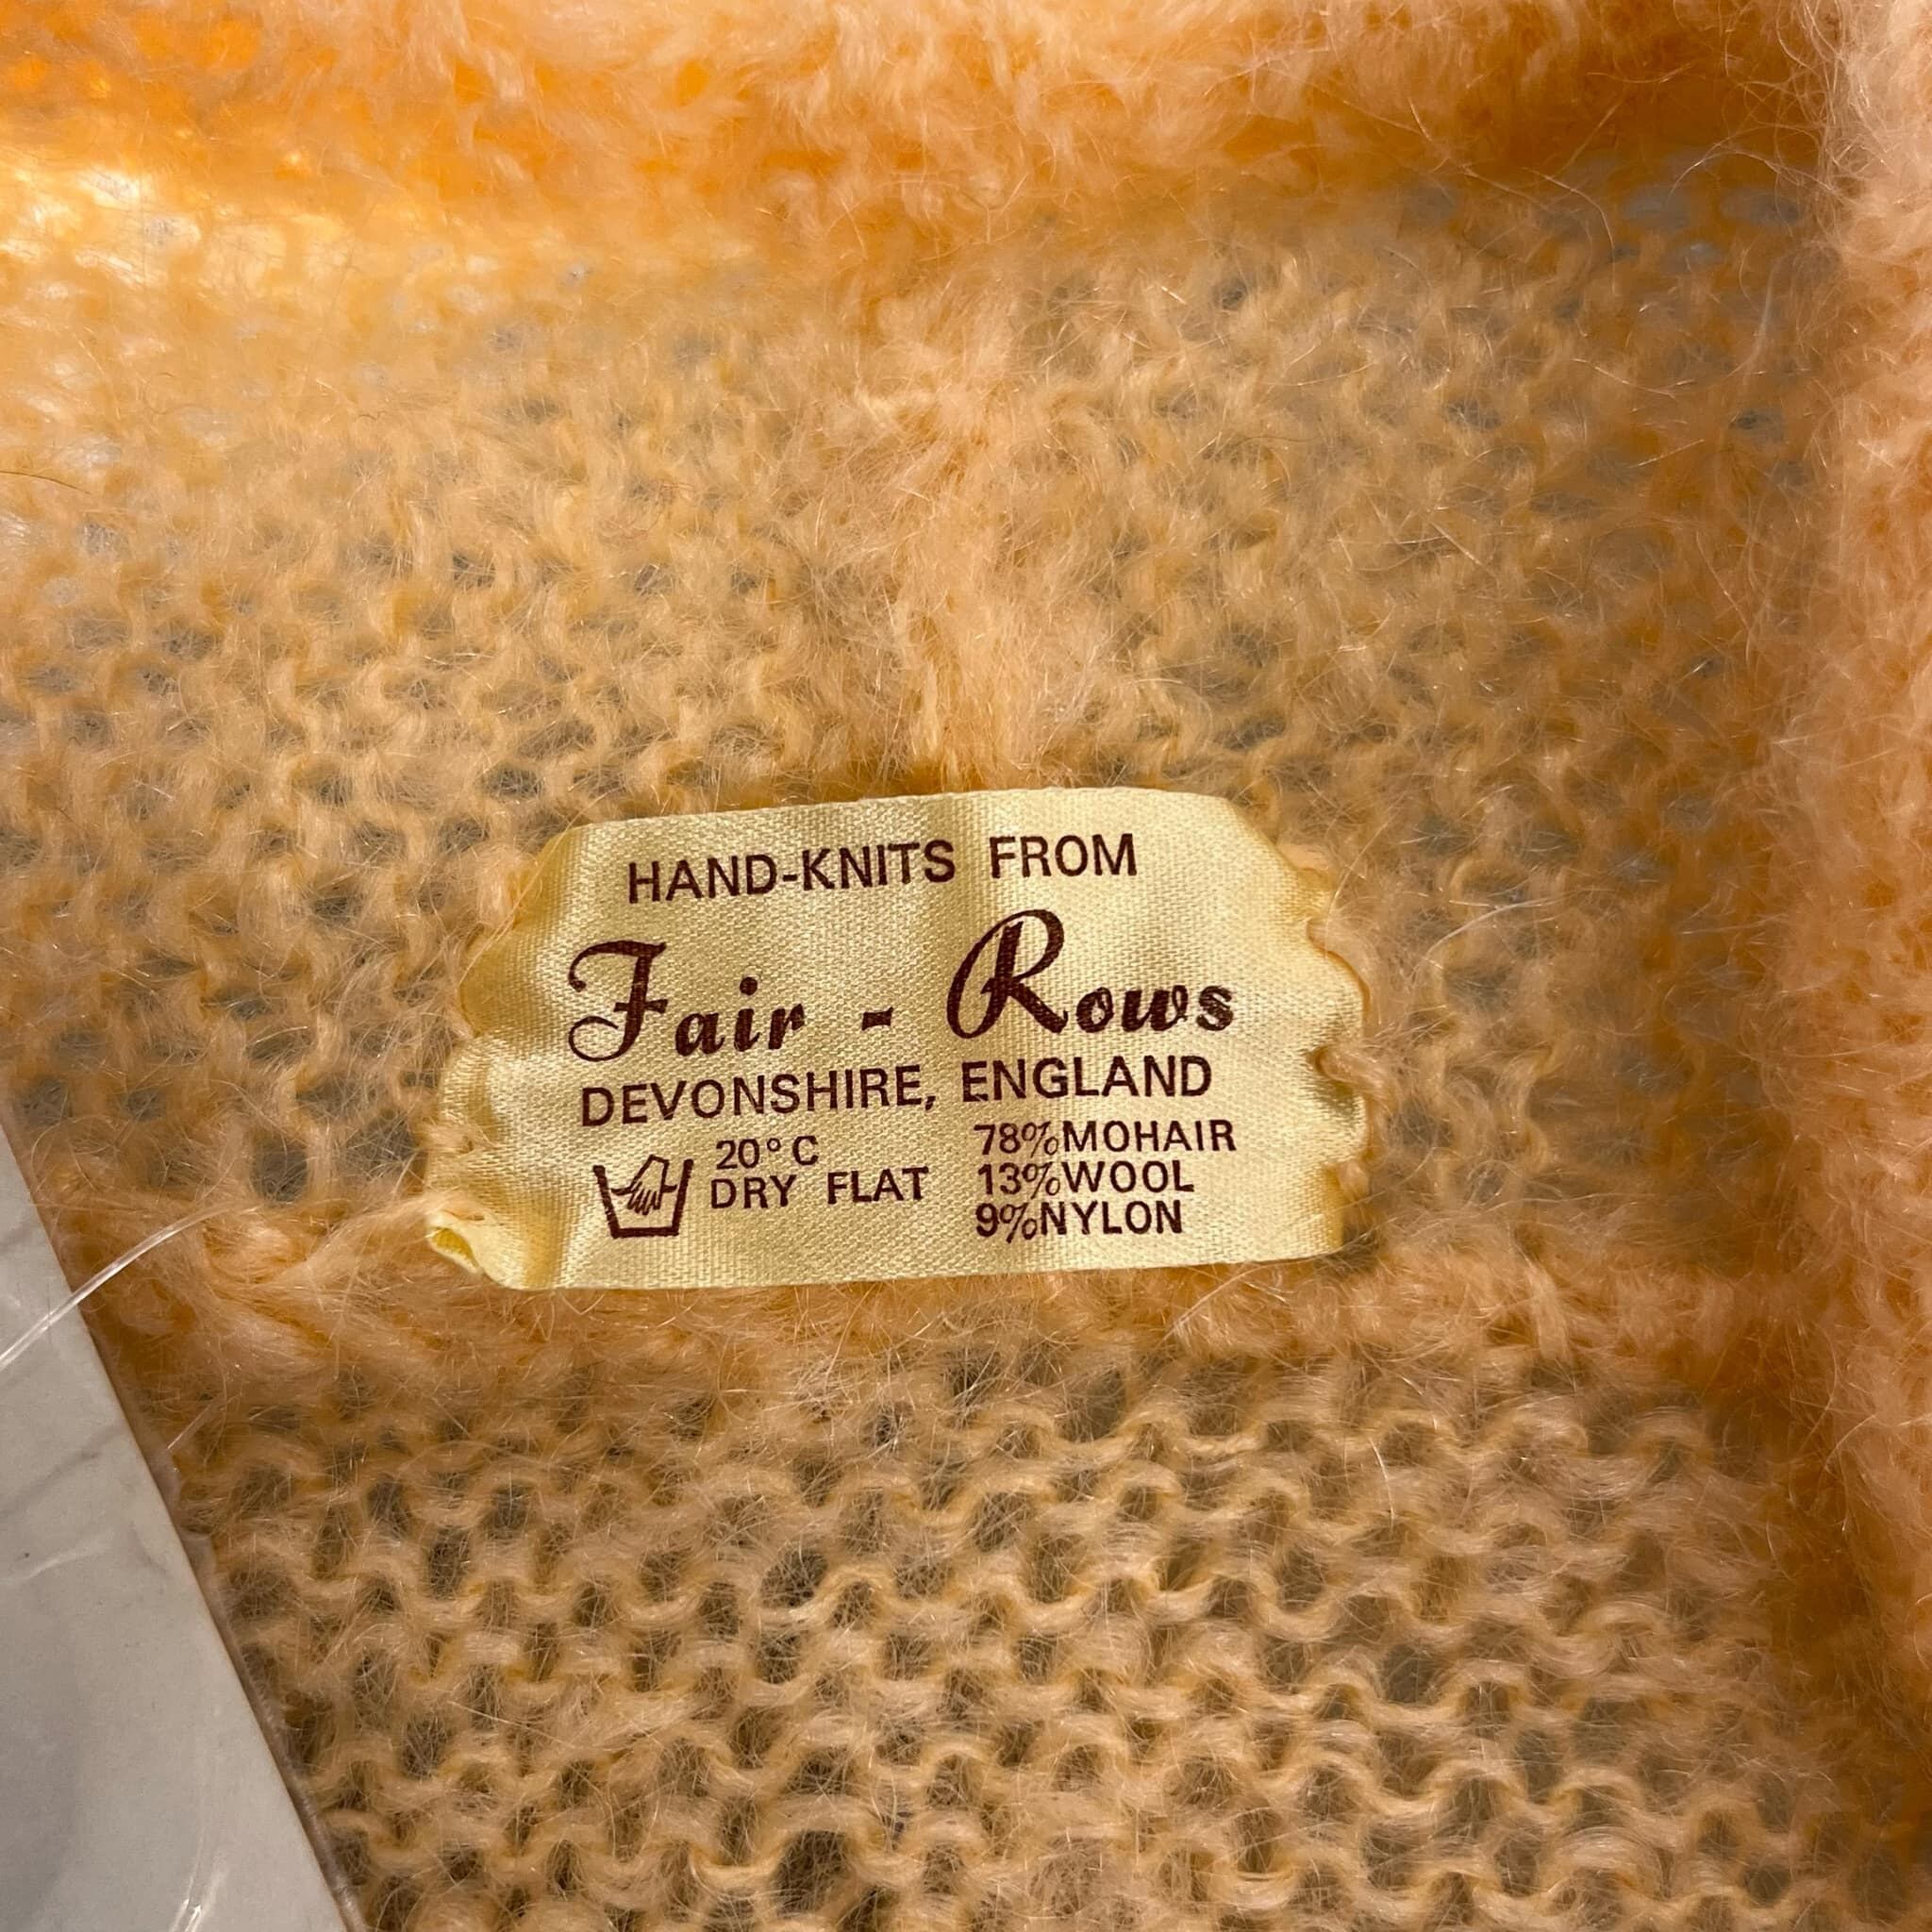 HAND-KNITS FROM
Fair - Rows
DEVONSHIRE, ENGLAND
20°C
DRY FLAT
78%MOHAIR
13%WOOL
9%NYLON